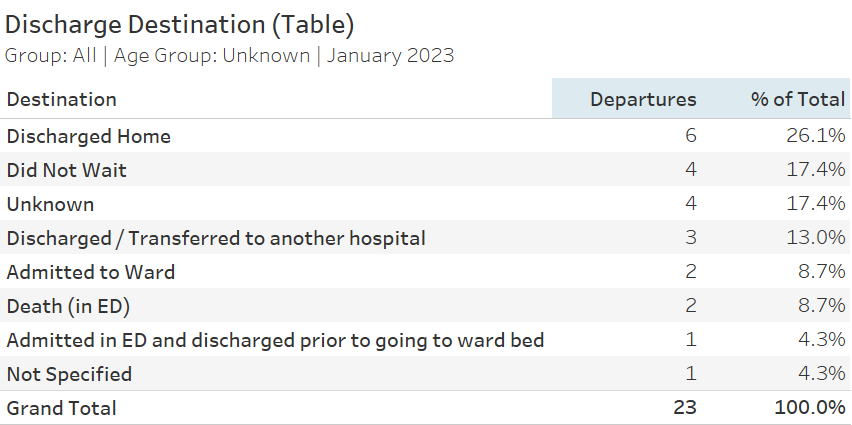 Discharge Destination (Table)
Group: All | Age Group: Unknown | January 2023
Destination Departures % of Total
Discharged Home 6 26.1%
Did Not Wait 4 17.4%
Unknown 4 17.4%
Discharged / Transferred to another hospital 3 13.0%
Admitted to Ward 2 8.7%
Death (in ED) 2 8.7%
Admitted in ED and discharged prior to going to ward bed 1 4.3%
Not Specified 1 4.3%
Grand Total 23 100.0%